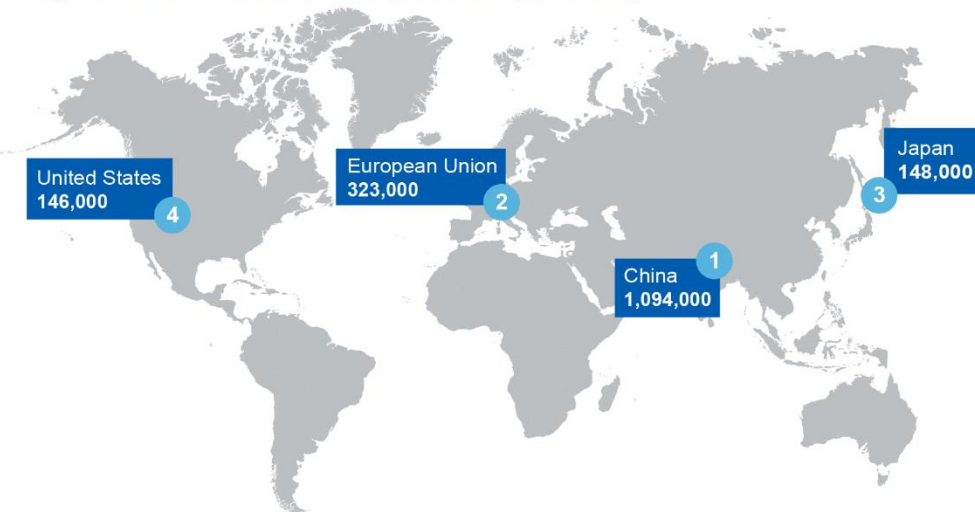 United States
146,000
4
European Union
323,000
2
China
1,094,000
1
Japan
148,000
3